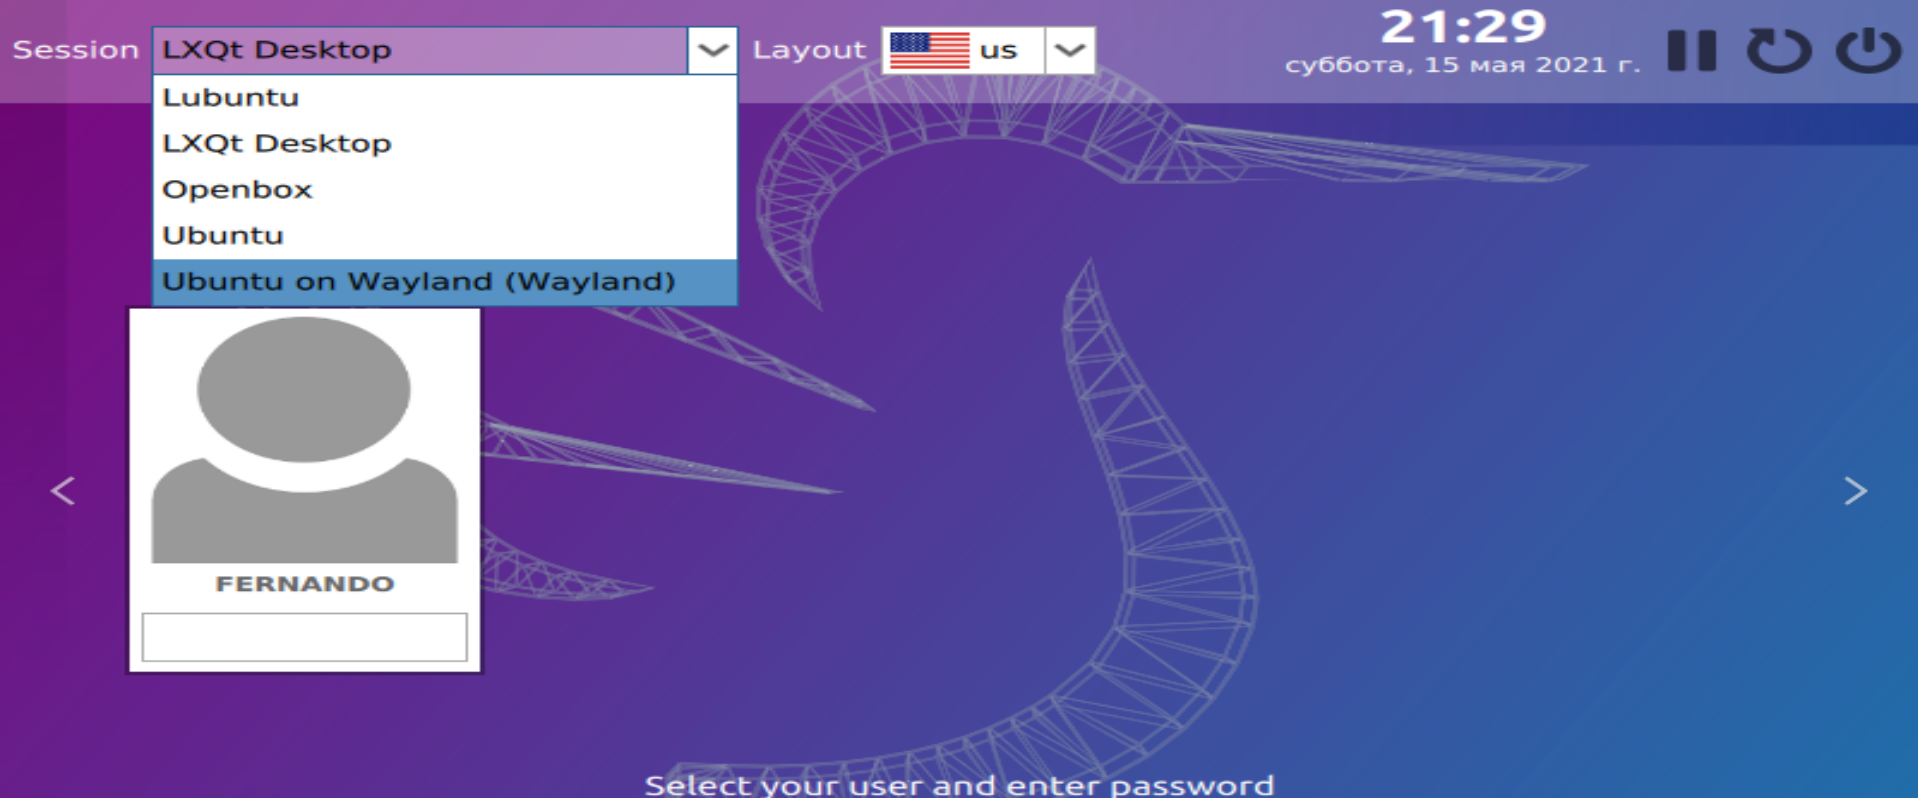 Session LXQt Desktop Layout us
21:29
суббота, 15 мая 2021 г.
Lubuntu
LXQt Desktop
Openbox
Ubuntu
Ubuntu on Wayland (Wayland)
FERNANDO
Select your user and enter password